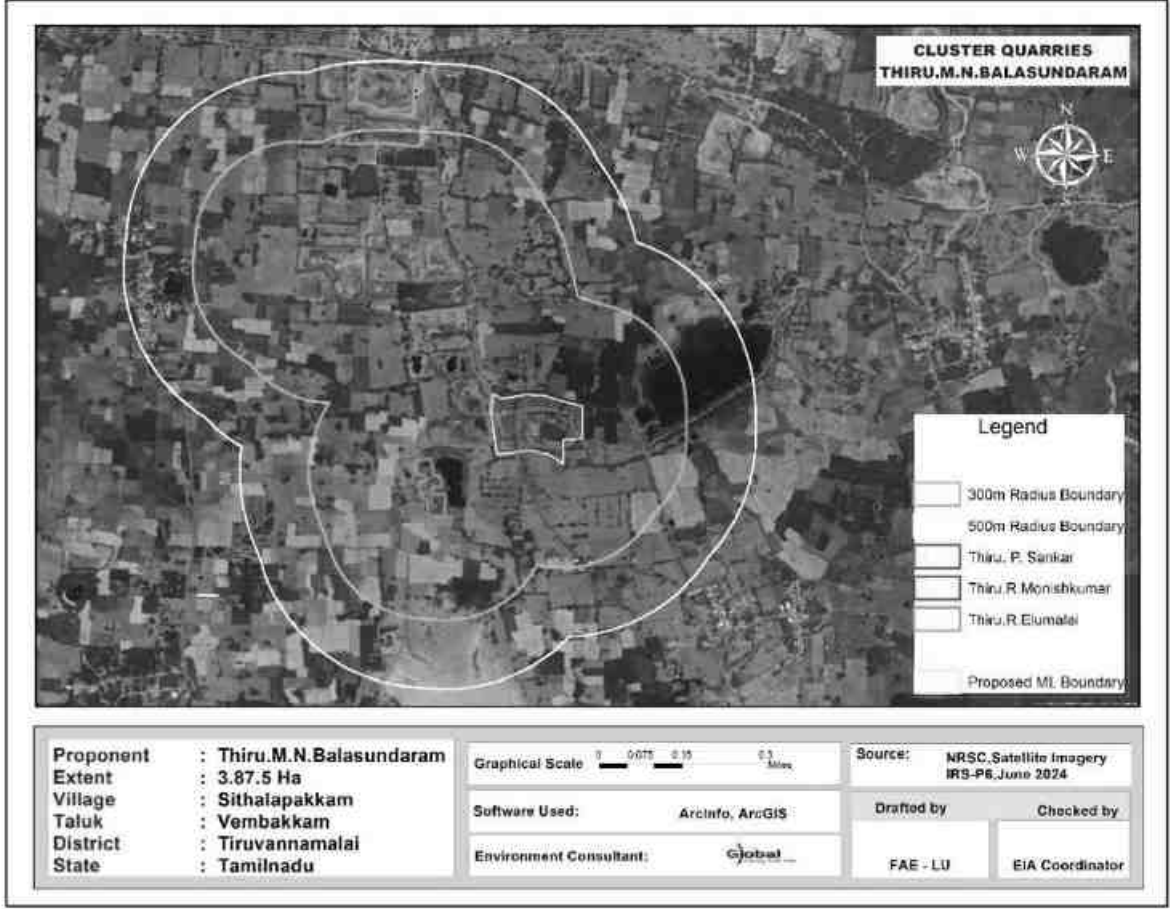 CLUSTER QUARRIES
THIRU.M.N.BALASUNDARAM
N
W E
Legend
300m Radius Boundary
500m Radius Boundary
Thiru. P. Sankar
Thiru.R.Monishkumar
Thiru.R.Elumalai
Proposed ML Boundary
Proponent : Thiru.M.N.Balasundaram
Extent : 3.87.5 Ha
Village : Sithalapakkam
Taluk : Vembakkam
District : Tiruvannamalai
State : Tamilnadu
Graphical Scale 0 0.075 0.15 0.3 Miles
Software Used: ArcInfo, ArcGIS
Environment Consultant: Global
Source: NRSC,Satellite Imagery
IRS-P6,June 2024
Drafted by Checked by
FAE - LU EIA Coordinator